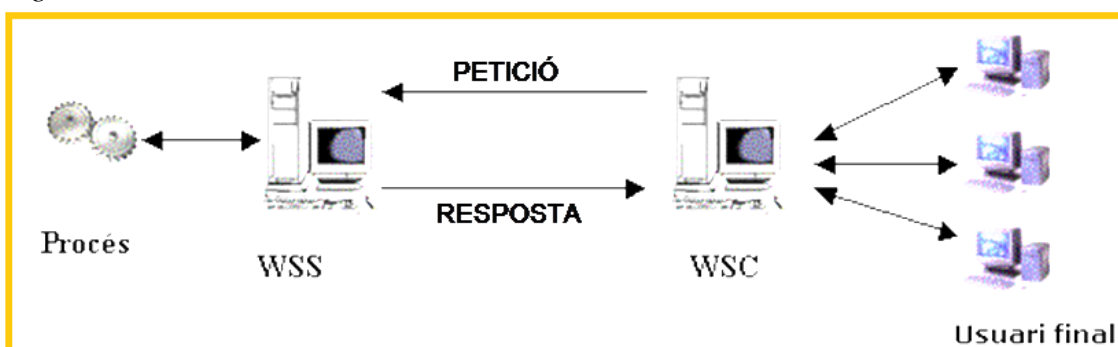 PETICIÓ
RESPOSTA
Procés
WSS
WSC
Usuari final